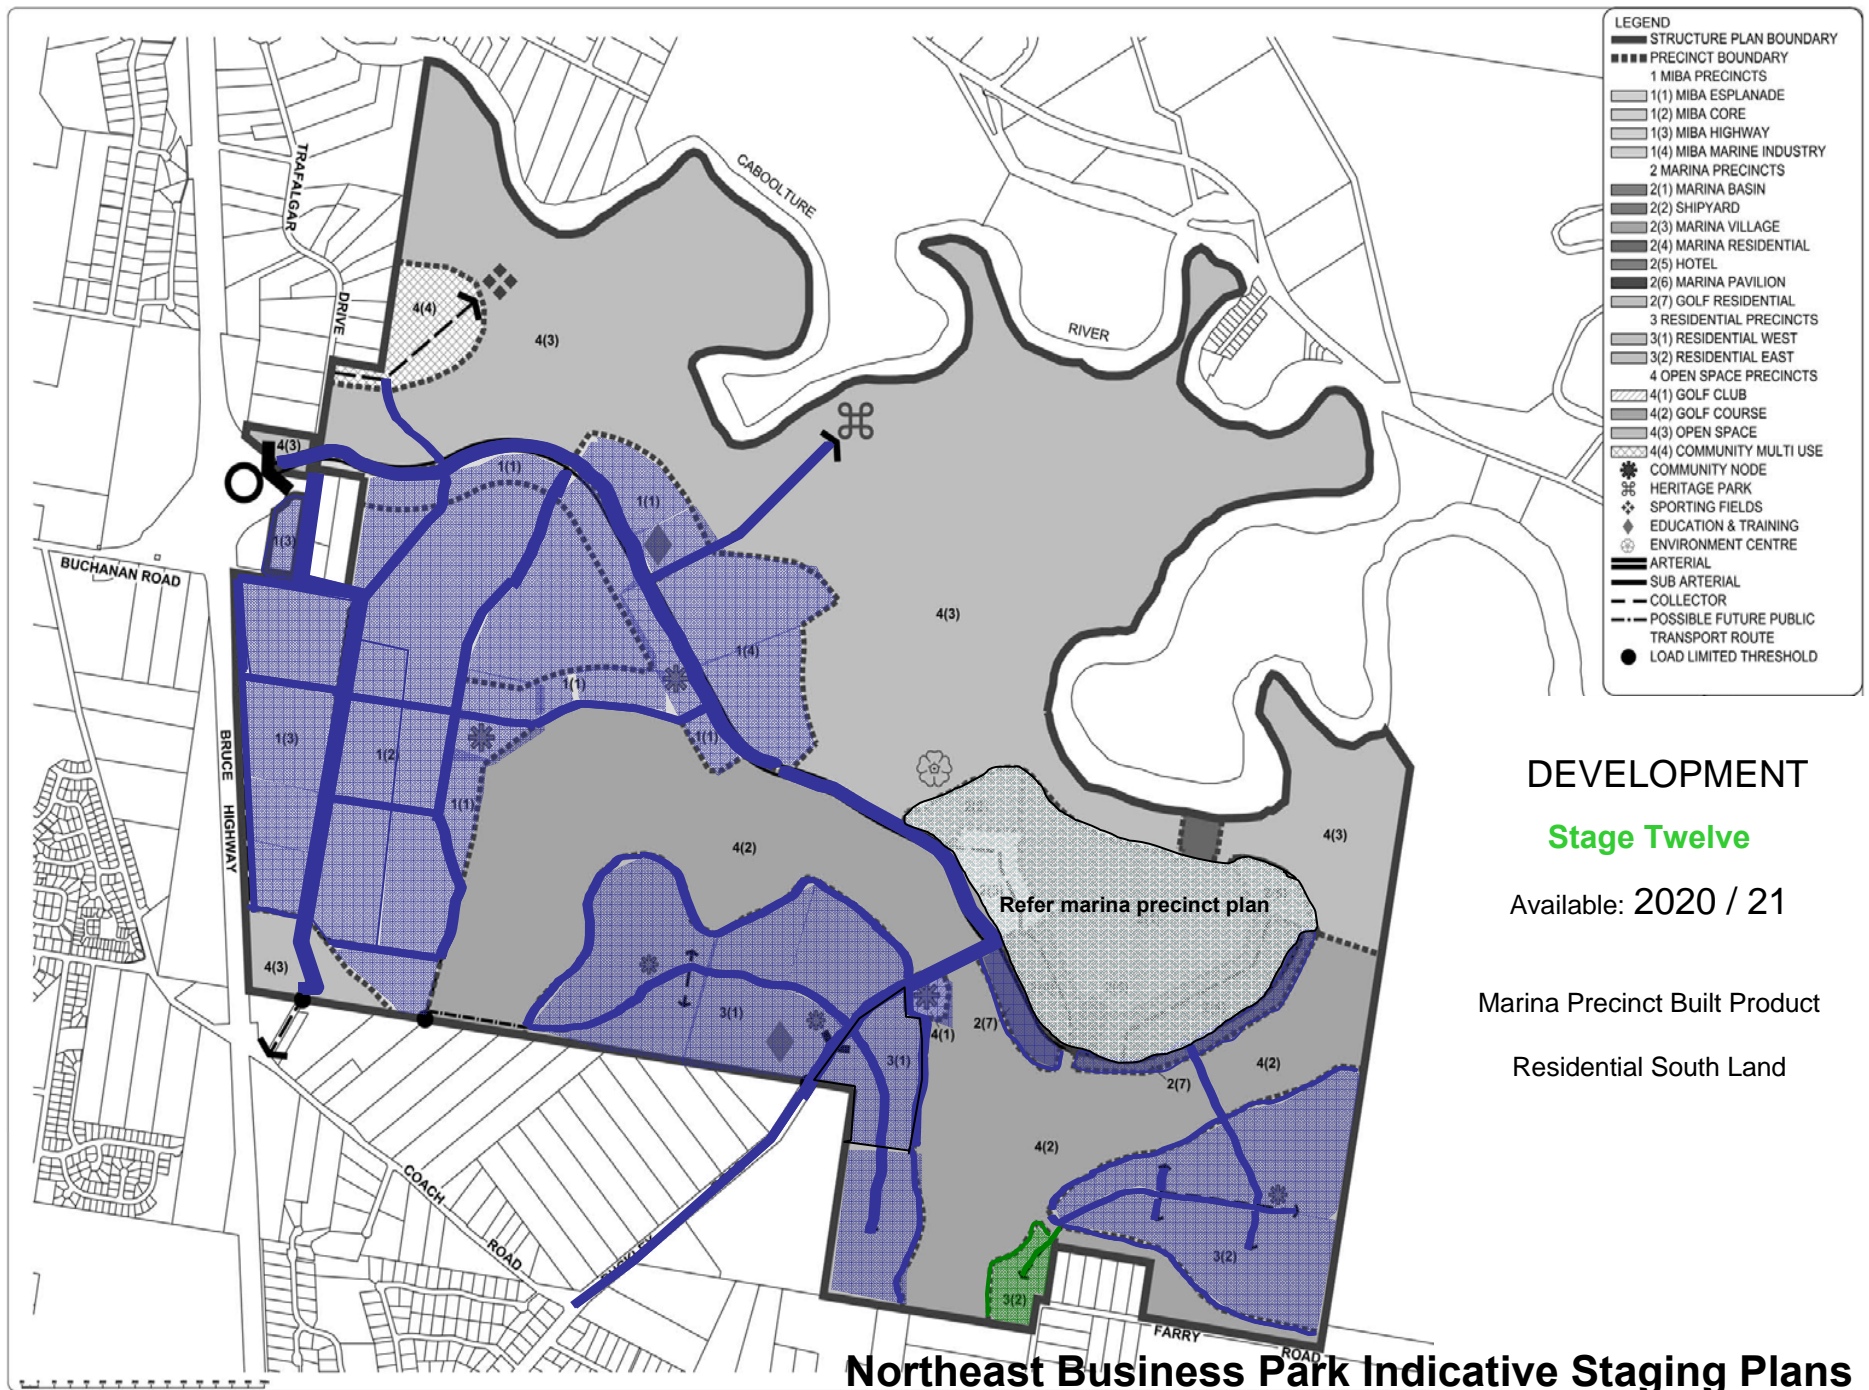 LEGEND
STRUCTURE PLAN BOUNDARY
PRECINCT BOUNDARY
1 MIBA PRECINCTS
1(1) MIBA ESPLANADE
1(2) MIBA CORE
1(3) MIBA HIGHWAY
1(4) MIBA MARINE INDUSTRY
2 MARINA PRECINCTS
2(1) MARINA BASIN
2(2) SHIPYARD
2(3) MARINA VILLAGE
2(4) MARINA RESIDENTIAL
2(5) HOTEL
2(6) MARINA PAVILION
2(7) GOLF RESIDENTIAL
3 RESIDENTIAL PRECINCTS
3(1) RESIDENTIAL WEST
3(2) RESIDENTIAL EAST
4 OPEN SPACE PRECINCTS
4(1) GOLF CLUB
4(2) GOLF COURSE
4(3) OPEN SPACE
4(4) COMMUNITY MULTI USE
COMMUNITY NODE
HERITAGE PARK
SPORTING FIELDS
EDUCATION & TRAINING
ENVIRONMENT CENTRE
ARTERIAL
SUB ARTERIAL
COLLECTOR
POSSIBLE FUTURE PUBLIC
TRANSPORT ROUTE
LOAD LIMITED THRESHOLD
TRAFALGAR
DRIVE
CABOOLTURE
RIVER
4(4)
4(3)
4(3)
1(1)
1(1)
1(3)
BUCHANAN ROAD
4(3)
1(4)
1(1)
1(3)
1(2)
1(1)
1(1)
BRUCE
HIGHWAY
4(2)
4(3)
Refer marina precinct plan
4(3)
3(1)
2(7)
4(1)
3(1)
2(7)
4(2)
4(2)
3(2)
3(2)
COACH
ROAD
FARRY
ROAD
DEVELOPMENT
Stage Twelve
Available: 2020 / 21
Marina Precinct Built Product
Residential South Land
Northeast Business Park Indicative Staging Plans